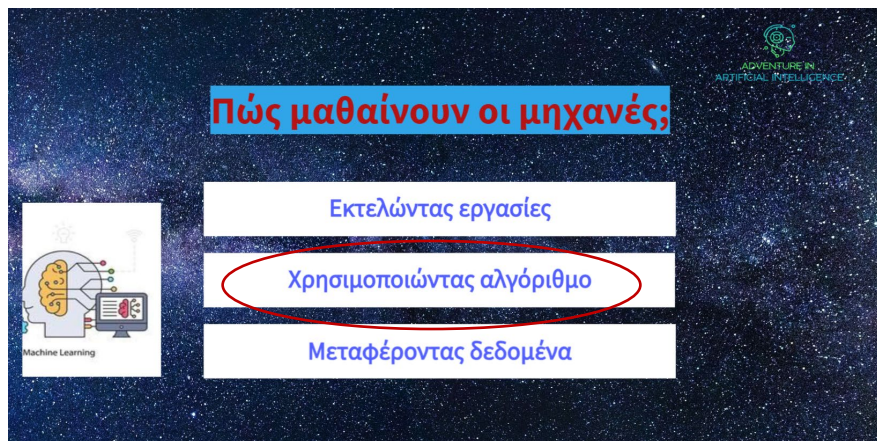 ADVENTURE IN
ARTIFICIAL INTELLIGENCE
Πώς μαθαίνουν οι μηχανές;
Εκτελώντας εργασίες
Χρησιμοποιώντας αλγόριθμο
Μεταφέροντας δεδομένα
Machine Learning